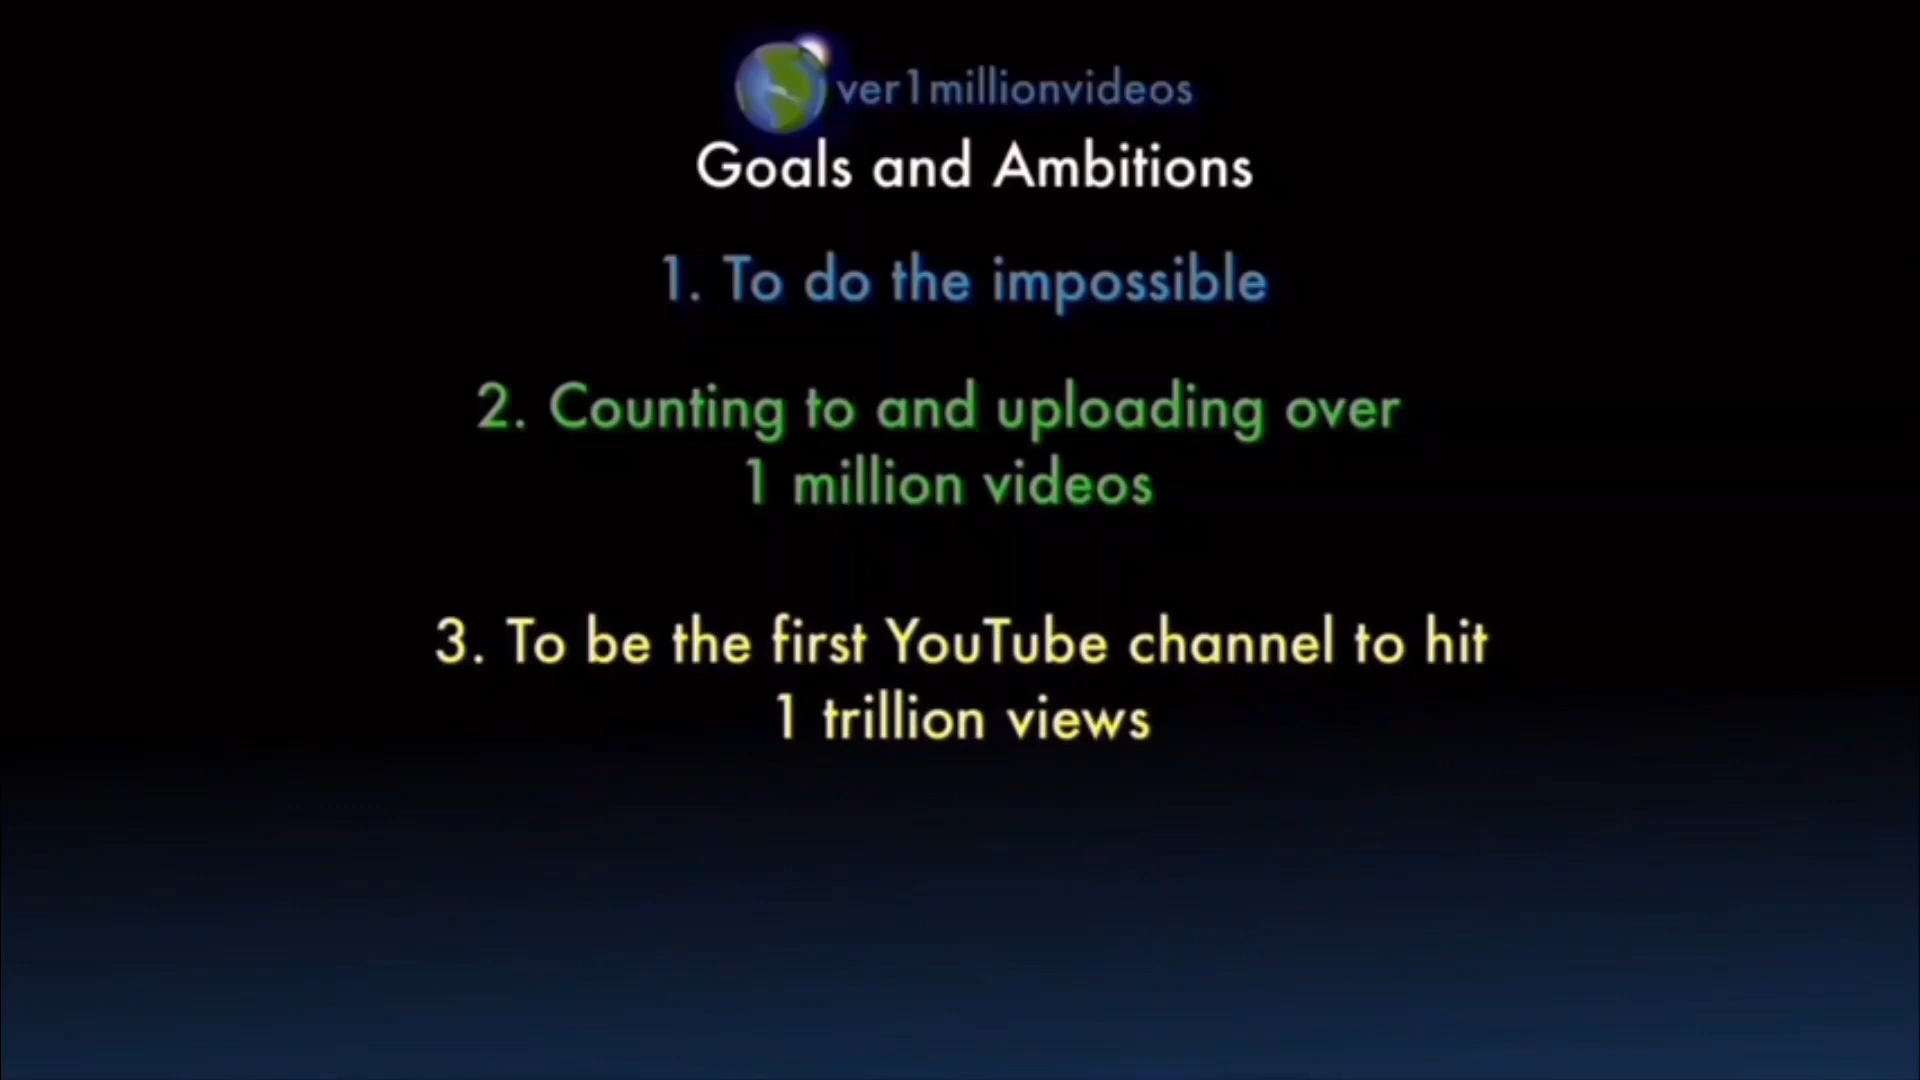 ver1millionvideos
Goals and Ambitions
1. To do the impossible
2. Counting to and uploading over
1 million videos
3. To be the first YouTube channel to hit
1 trillion views